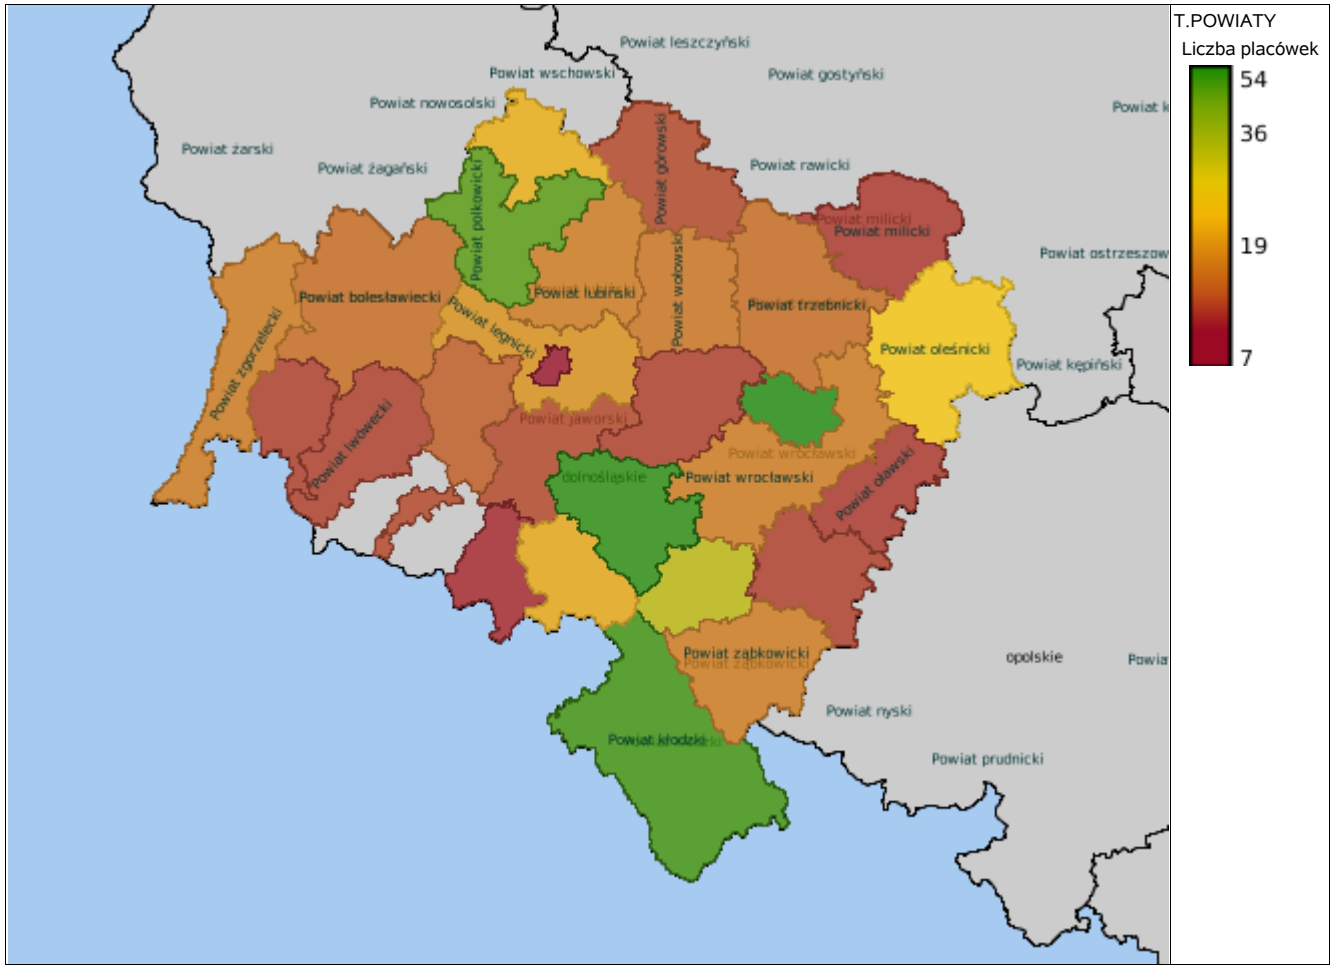 T.POWIATY
Liczba placówek
54
36
19
7
Powiat leszczyński
Powiat wschowski
Powiat gostyński
Powiat nowosolski
Powiat k
Powiat żarski
Powiat żagański
Powiat rawicki
Powiat górowski
Powiat polkowicki
Powiat milicki
Powiat milicki
Powiat ostrzeszow
Powiat bolesławiecki
Powiat lubiński
Powiat wołowski
Powiat trzebnicki
Powiat legnicki
Powiat zgorzelecki
Powiat oleśnicki
Powiat kępiński
Powiat lwówecki
Powiat jaworski
Powiat wrocławski
dolnośląskie
Powiat wrocławski
Powiat oławski
Powiat ząbkowicki
Powiat ząbkowicki
opolskie
Powia
Powiat nyski
Powiat kłodzki
Powiat prudnicki